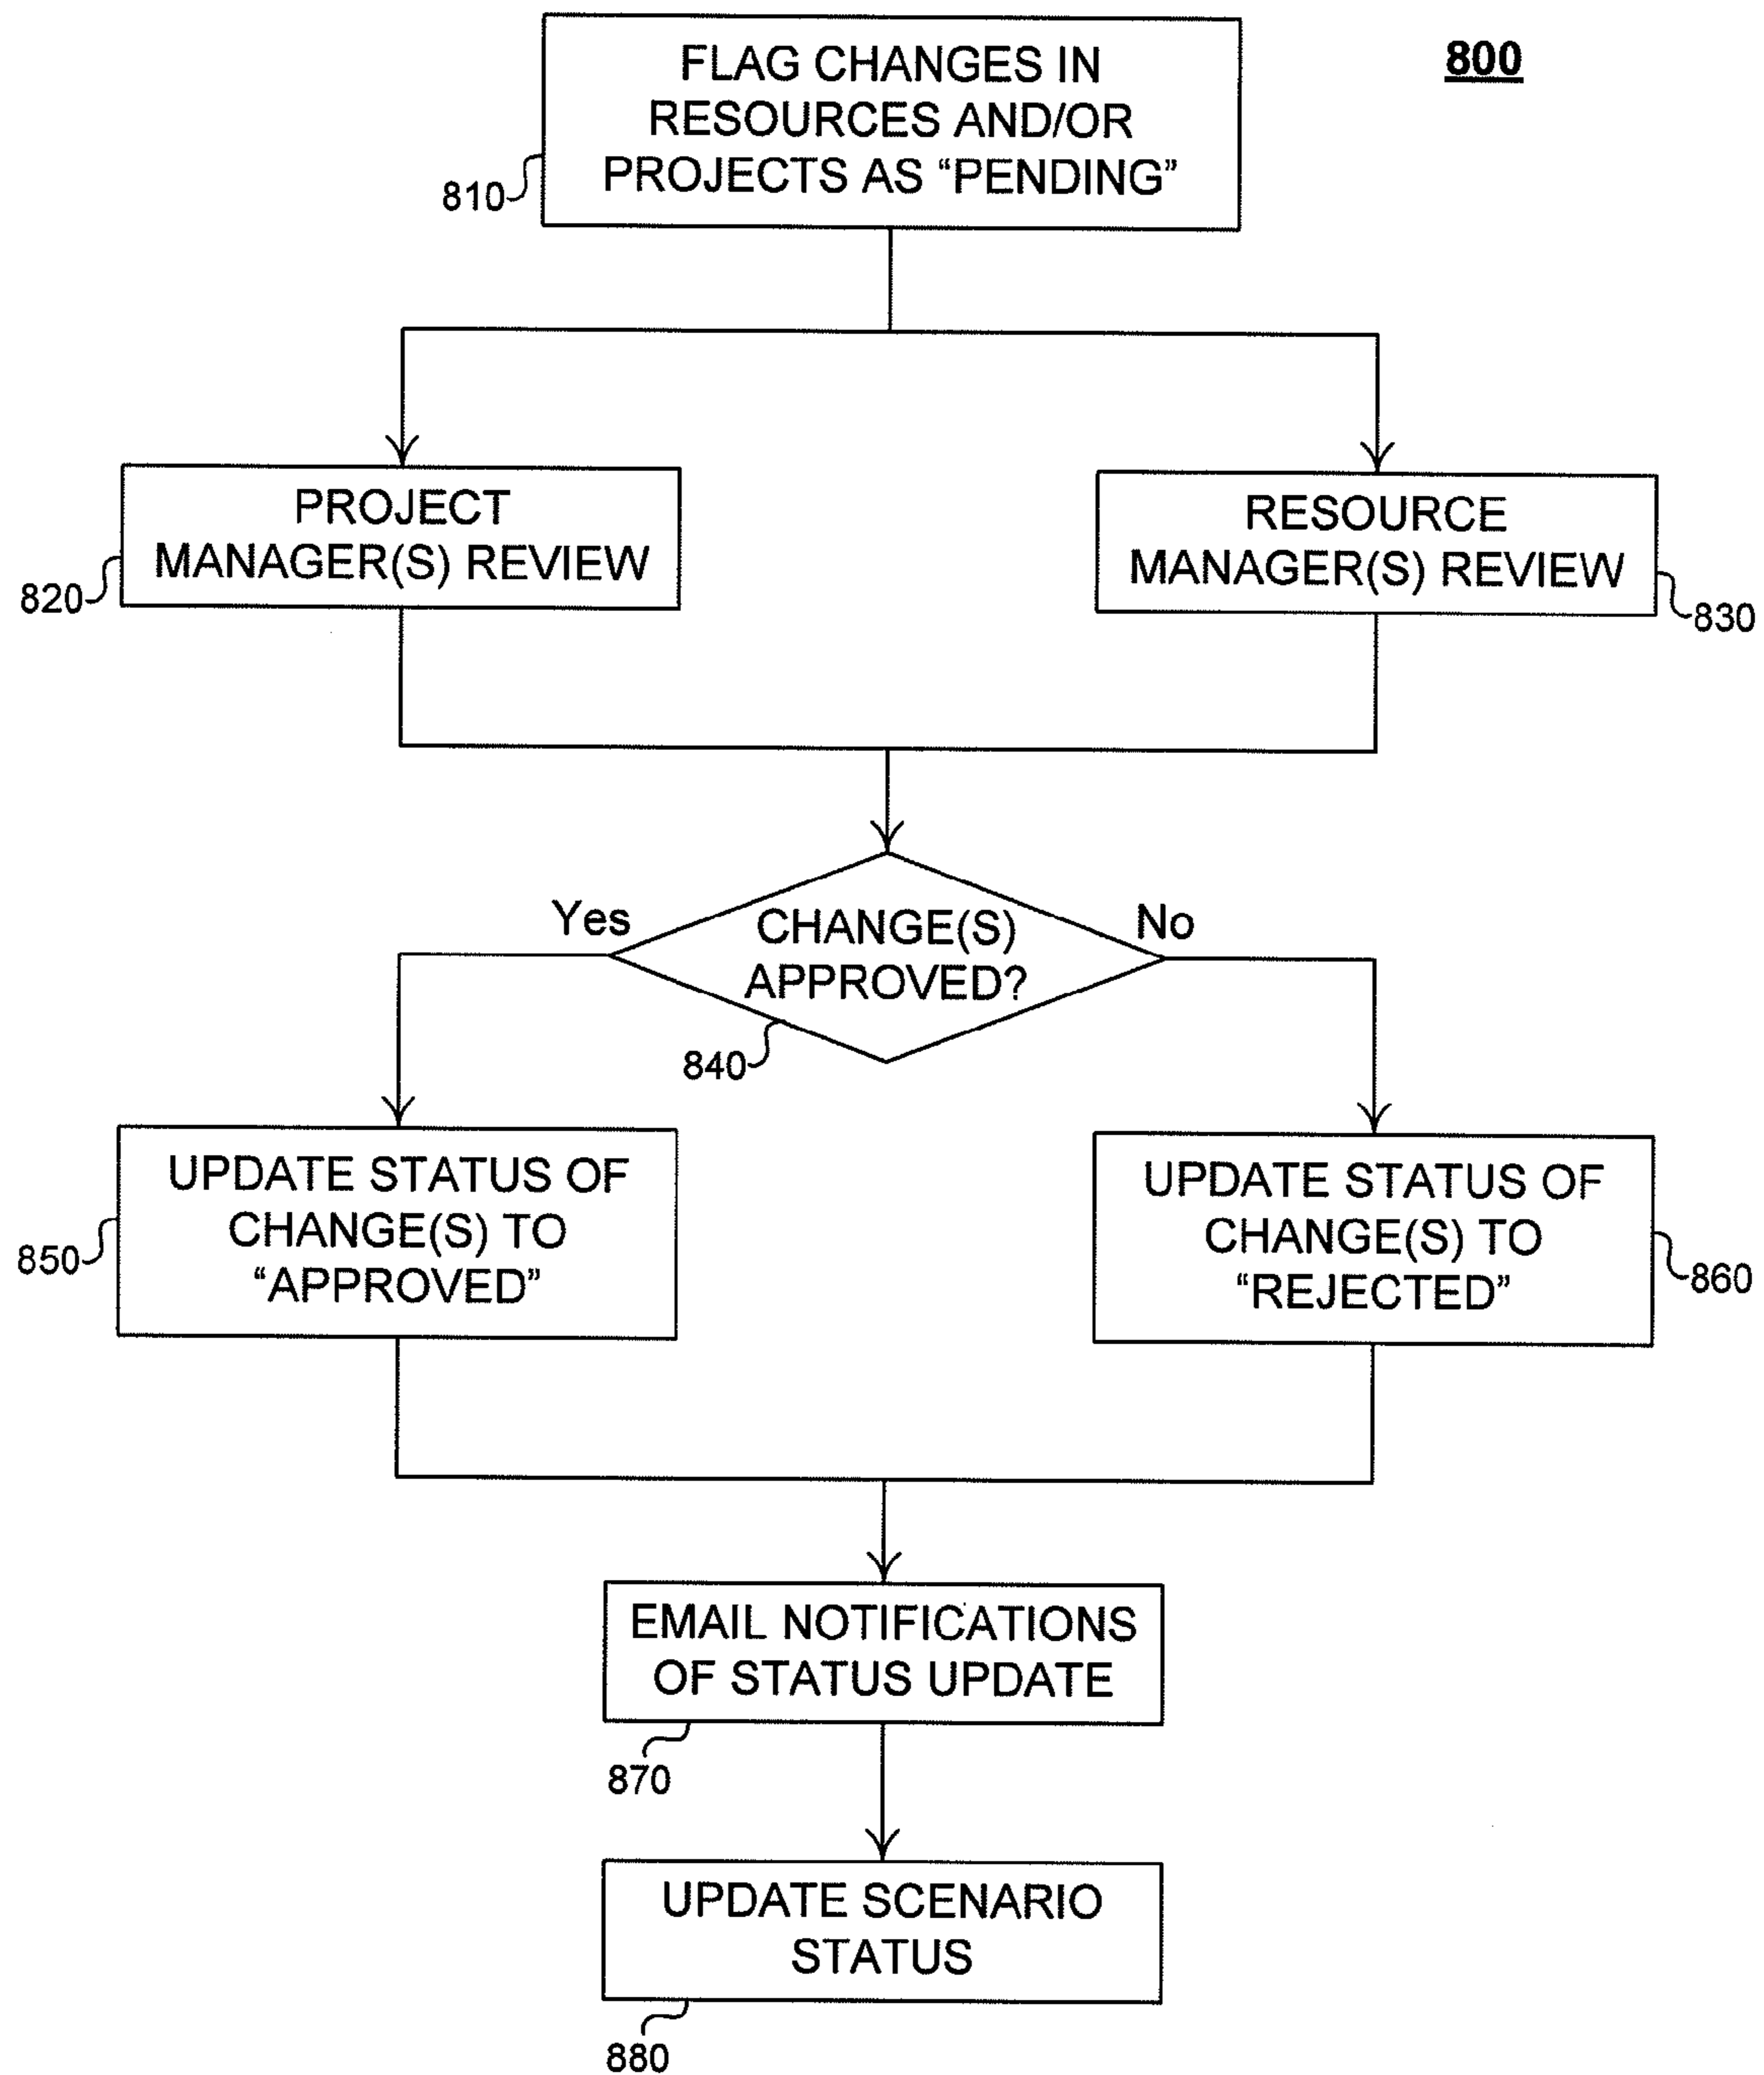 800
FLAG CHANGES IN
RESOURCES AND/OR
PROJECTS AS “PENDING”
810
PROJECT
MANAGER(S) REVIEW
820
RESOURCE
MANAGER(S) REVIEW
830
Yes
CHANGE(S)
APPROVED?
No
840
UPDATE STATUS OF
CHANGE(S) TO
“APPROVED”
850
UPDATE STATUS OF
CHANGE(S) TO
“REJECTED”
860
EMAIL NOTIFICATIONS
OF STATUS UPDATE
870
UPDATE SCENARIO
STATUS
880